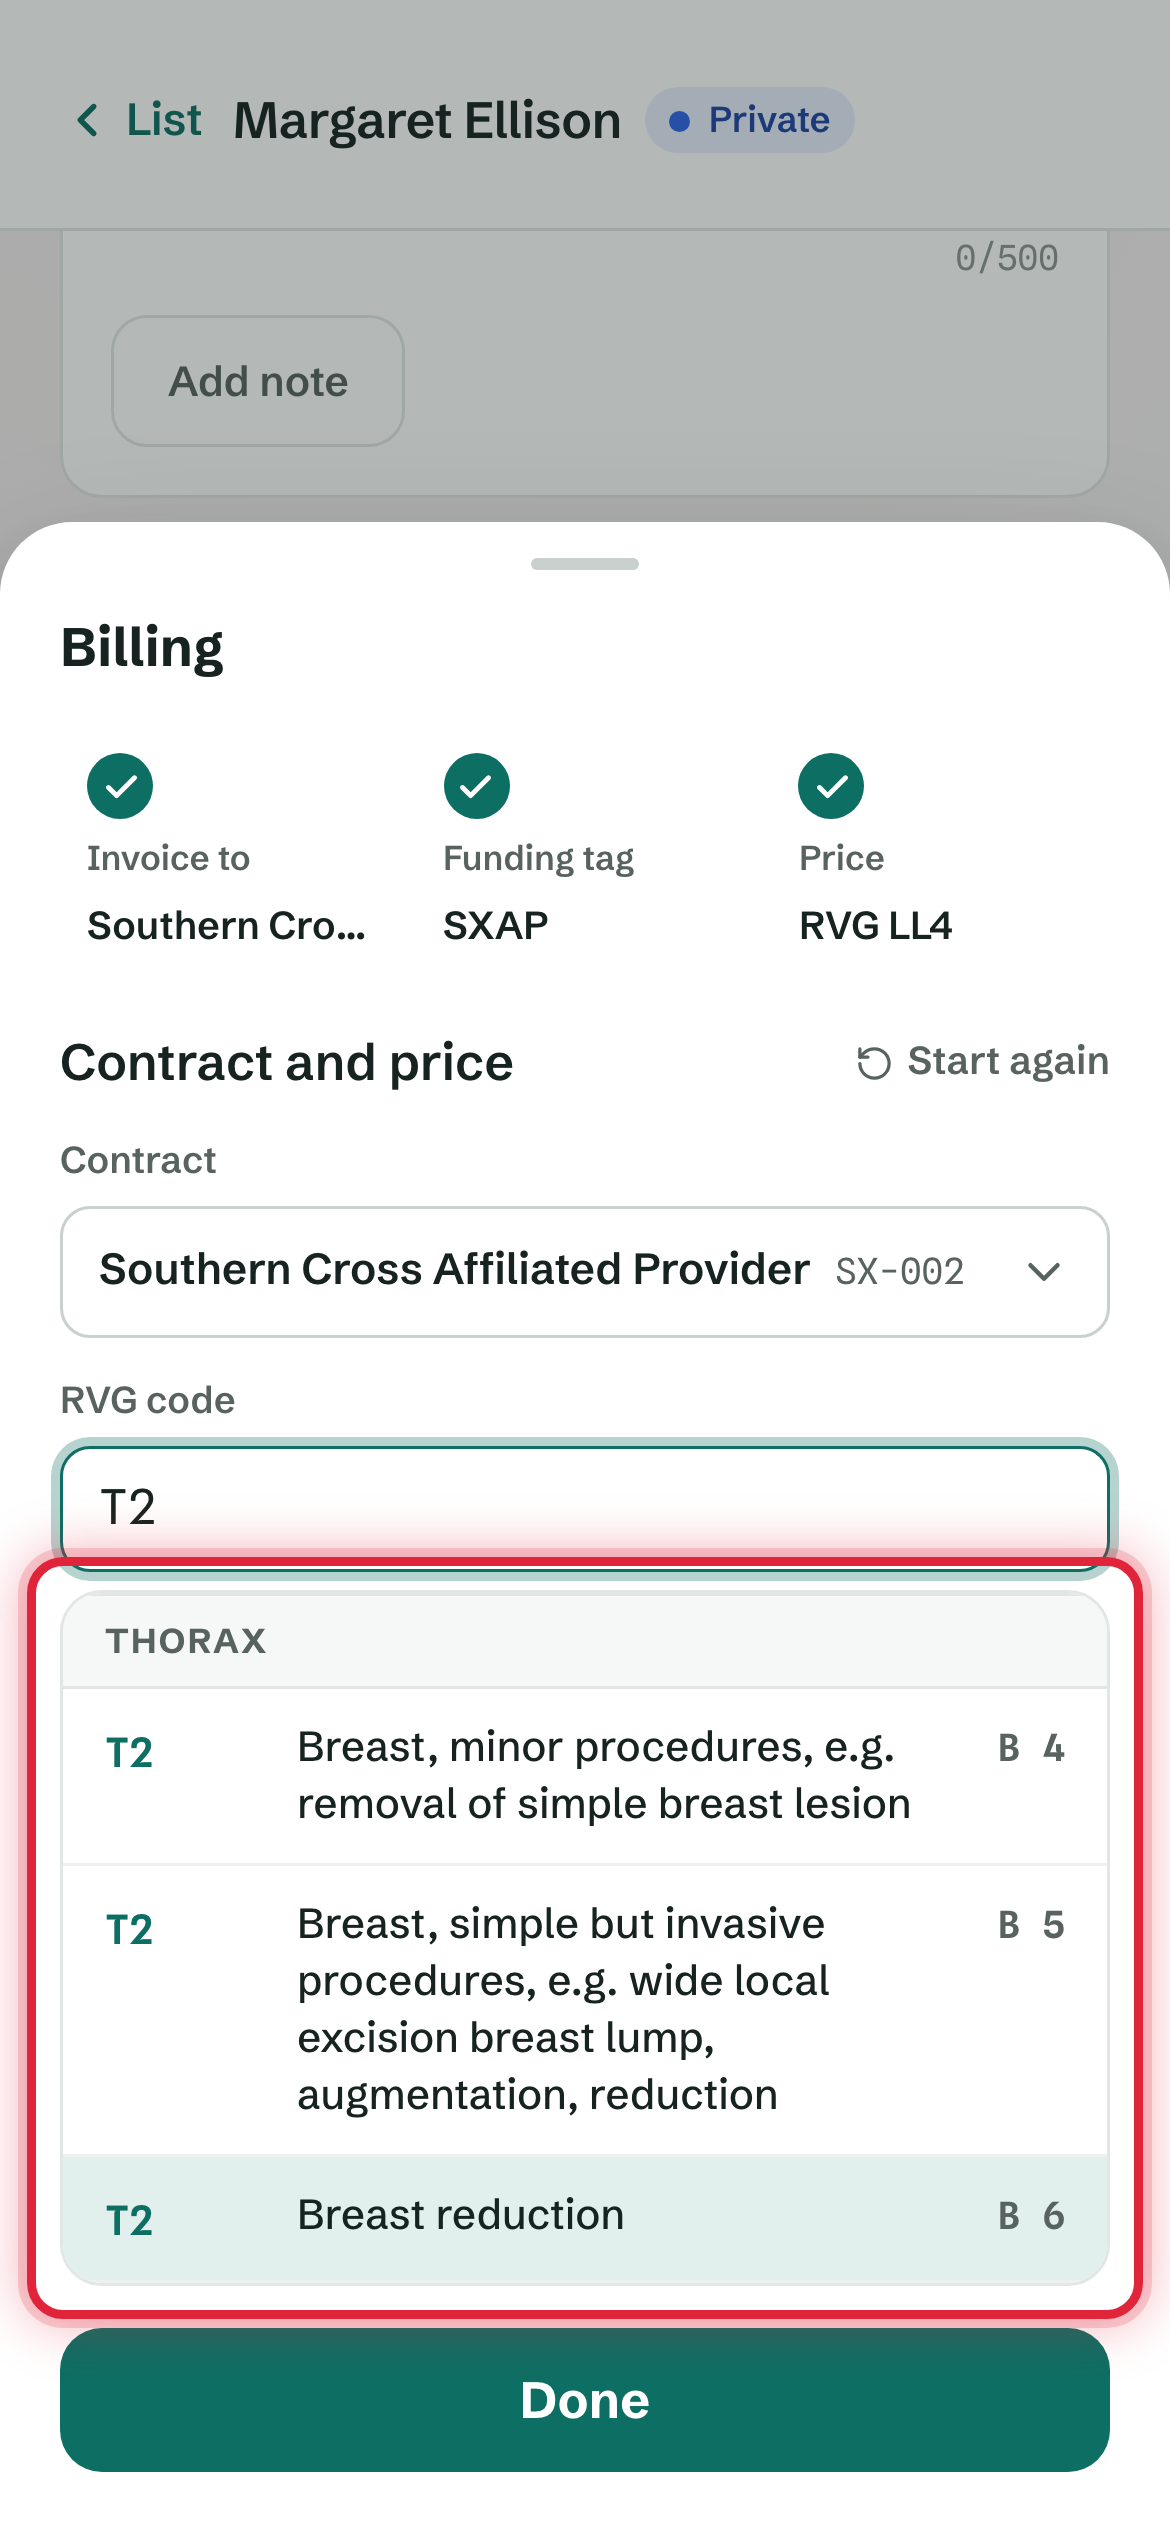 List Margaret Ellison Private
0/500
Add note
Billing
Invoice to Funding tag Price
Southern Cro... SXAP RVG LL4
Contract and price Start again
Contract
Southern Cross Affiliated Provider SX-002
RVG code
T2
THORAX
T2 Breast, minor procedures, e.g. B 4
removal of simple breast lesion
T2 Breast, simple but invasive B 5
procedures, e.g. wide local
excision breast lump,
augmentation, reduction
T2 Breast reduction B 6
Done